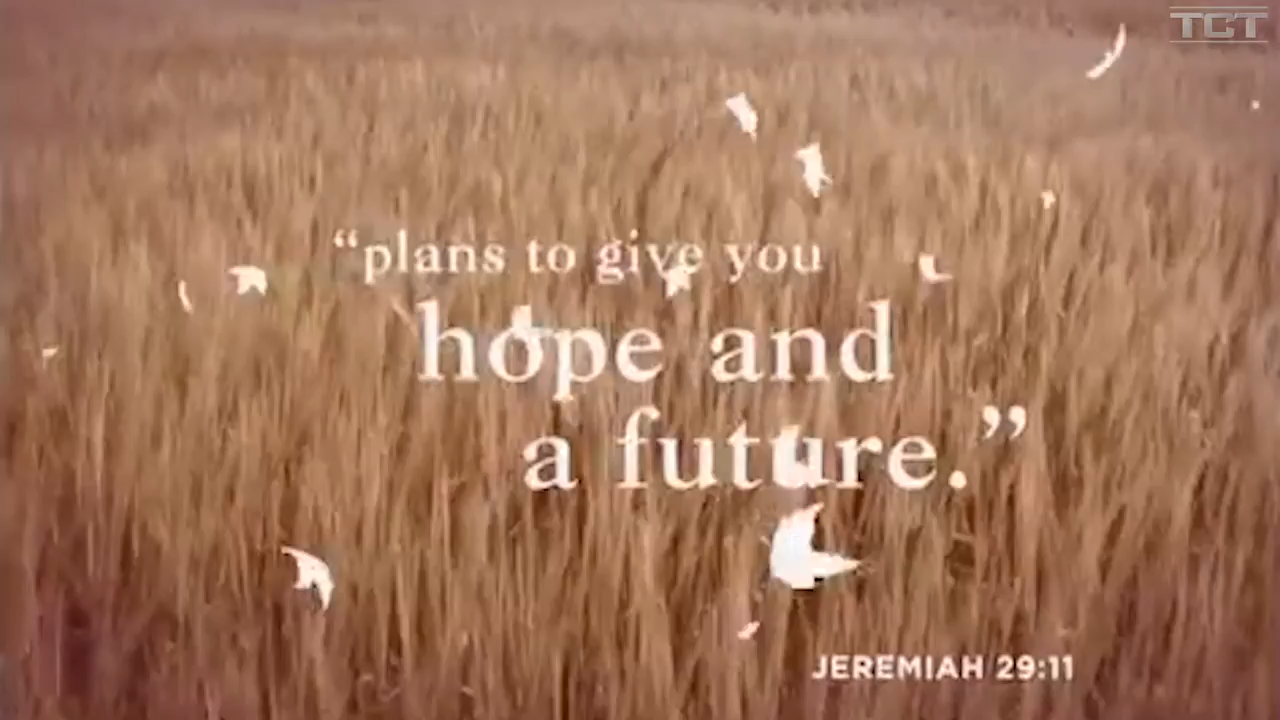 TCT
“plans to give you
hope and
a future.”
JEREMIAH 29:11